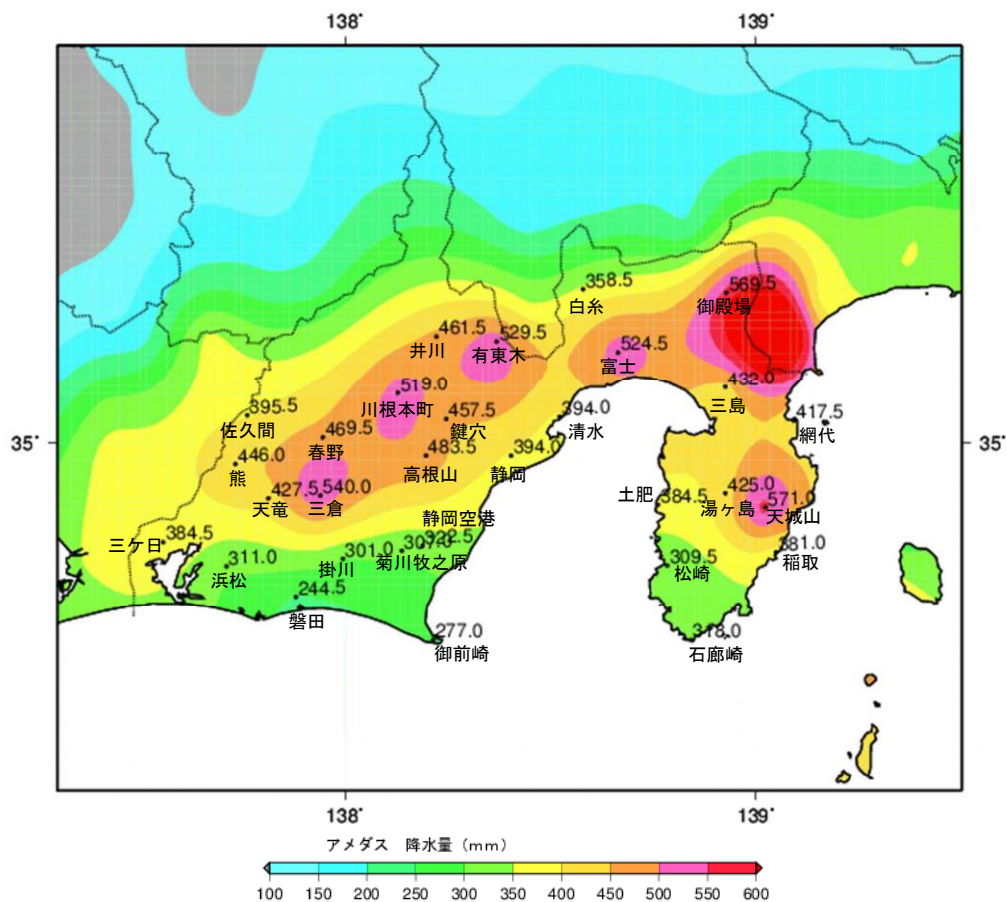 138° 139°
358.5
白糸
569.5
御殿場
461.5
井川
529.5
有東木
524.5
富士
519.0
川根本町
432.0
三島
395.5
佐久間
457.5
鍵穴
394.0
清水
417.5
網代
35° 35°
469.5
春野
446.0
熊
483.5
高根山
394.0
静岡
427.5
天竜
540.0
三倉
土肥 384.5
425.0
湯ヶ島
571.0
天城山
静岡空港
322.5
384.5
三ケ日
311.0
浜松
301.0
掛川
菊川牧之原
381.0
稲取
309.5
松崎
244.5
磐田
277.0
御前崎
318.0
石廊崎
138° 139°
アメダス 降水量（mm）
100 150 200 250 300 350 400 450 500 550 600